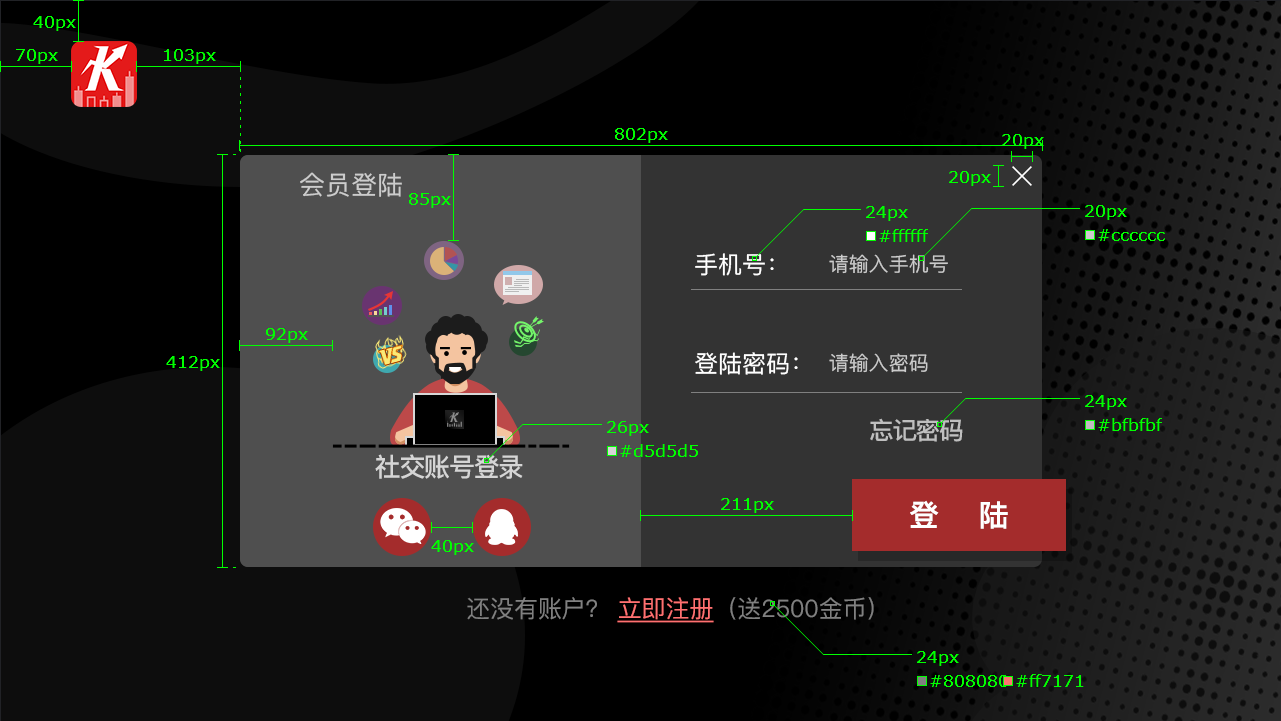 40px
70px
103px
K
802px
20px
会员登陆
85px
20px
24px
#ffffff
20px
#cccccc
手机号：
请输入手机号
92px
412px
VS
登陆密码：
请输入密码
24px
#bfbfbf
忘记密码
K
26px
#d5d5d5
社交账号登录
211px
登 陆
40px
还没有账户？ 立即注册（送2500金币）
24px
#808080 #ff7171